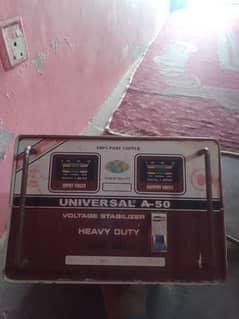 100% PURE COPPER
INPUT VOLTS
OUTPUT VOLTS
UNIVERSAL A-50
VOLTAGE STABILIZER
HEAVY DUTY